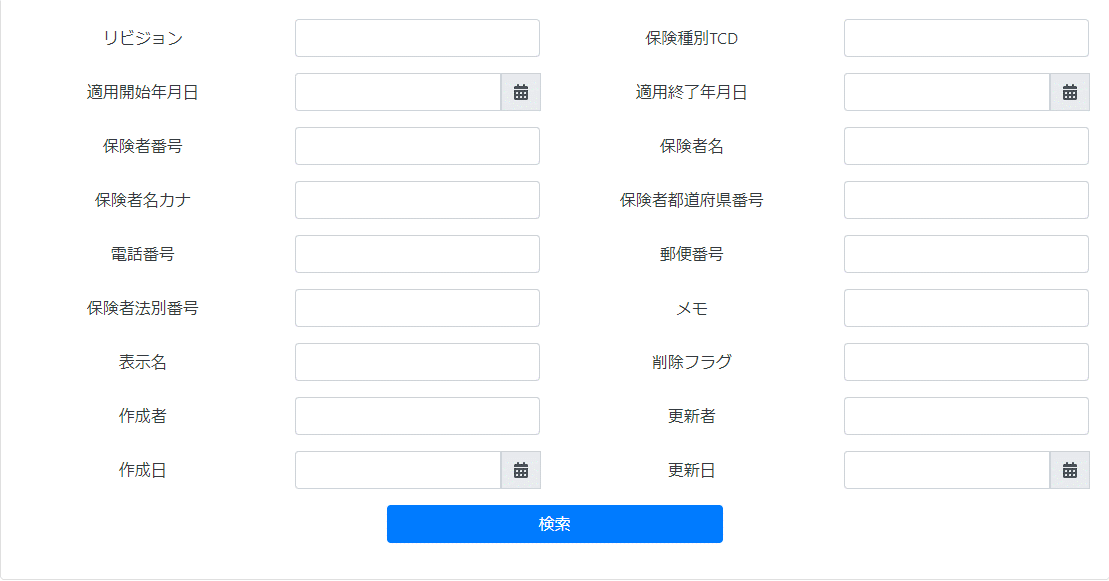 リビジョン
保険種別TCD
適用開始年月日
適用終了年月日
保険者番号
保険者名
保険者名カナ
保険者都道府県番号
電話番号
郵便番号
保険者法別番号
メモ
表示名
削除フラグ
作成者
更新者
作成日
更新日
検索